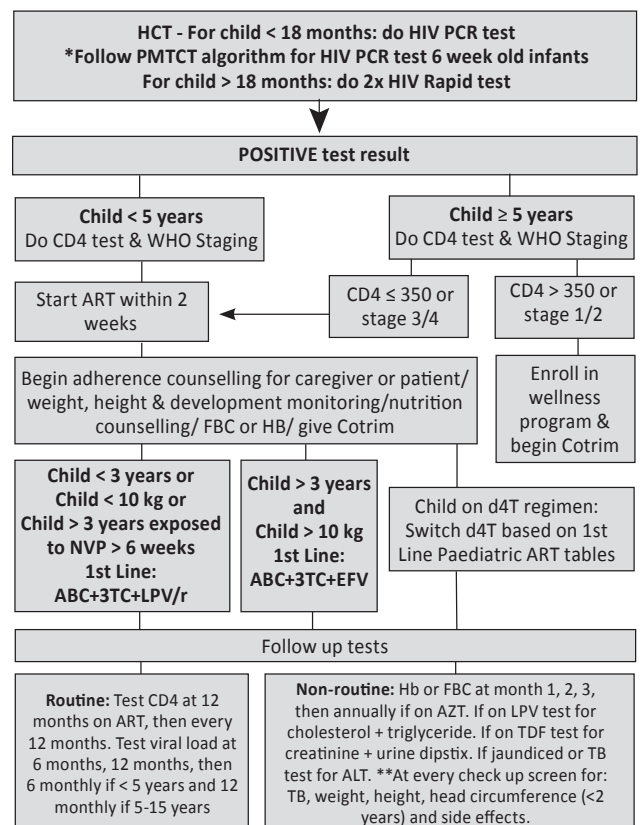 HCT - For child < 18 months: do HIV PCR test
*Follow PMTCT algorithm for HIV PCR test 6 week old infants
For child > 18 months: do 2x HIV Rapid test
POSITIVE test result
Child < 5 years
Do CD4 test & WHO Staging
Child ≥ 5 years
Do CD4 test & WHO Staging
Start ART within 2
weeks
CD4 ≤ 350 or
stage 3/4
CD4 > 350 or
stage 1/2
Begin adherence counselling for caregiver or patient/
weight, height & development monitoring/nutrition
counselling/ FBC or HB/ give Cotrim
Enroll in
wellness
program &
begin Cotrim
Child < 3 years or
Child < 10 kg or
Child > 3 years exposed
to NVP > 6 weeks
1st Line:
ABC+3TC+LPV/r
Child > 3 years
and
Child > 10 kg
1st Line:
ABC+3TC+EFV
Child on d4T regimen:
Switch d4T based on 1st
Line Paediatric ART tables
Follow up tests
Routine: Test CD4 at 12
months on ART, then every
12 months. Test viral load at
6 months, 12 months, then
6 monthly if < 5 years and 12
monthly if 5-15 years
Non-routine: Hb or FBC at month 1, 2, 3,
then annually if on AZT. If on LPV test for
cholesterol + triglyceride. If on TDF test for
creatinine + urine dipstix. If jaundiced or TB
test for ALT. **At every check up screen for:
TB, weight, height, head circumference (<2
years) and side effects.